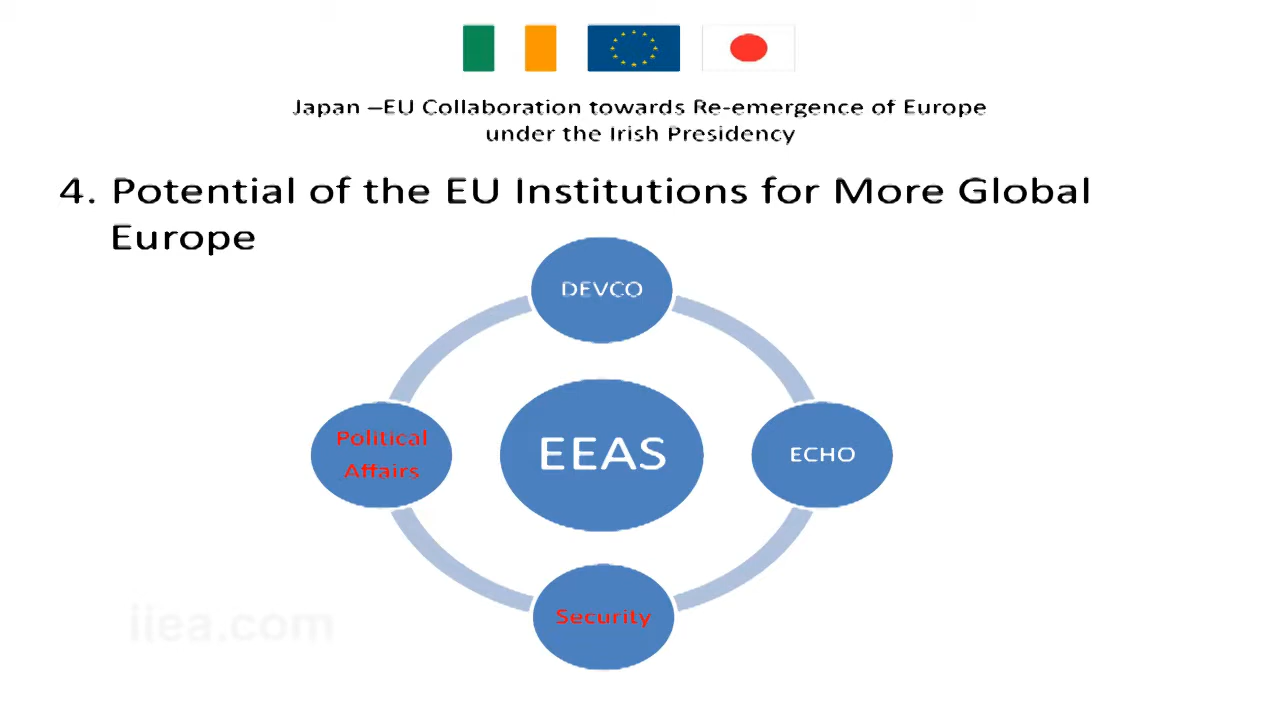 Japan –EU Collaboration towards Re-emergence of Europe
under the Irish Presidency
4. Potential of the EU Institutions for More Global
Europe
DEVCO
Political
Affairs
EEAS
ECHO
Security
iiea.com